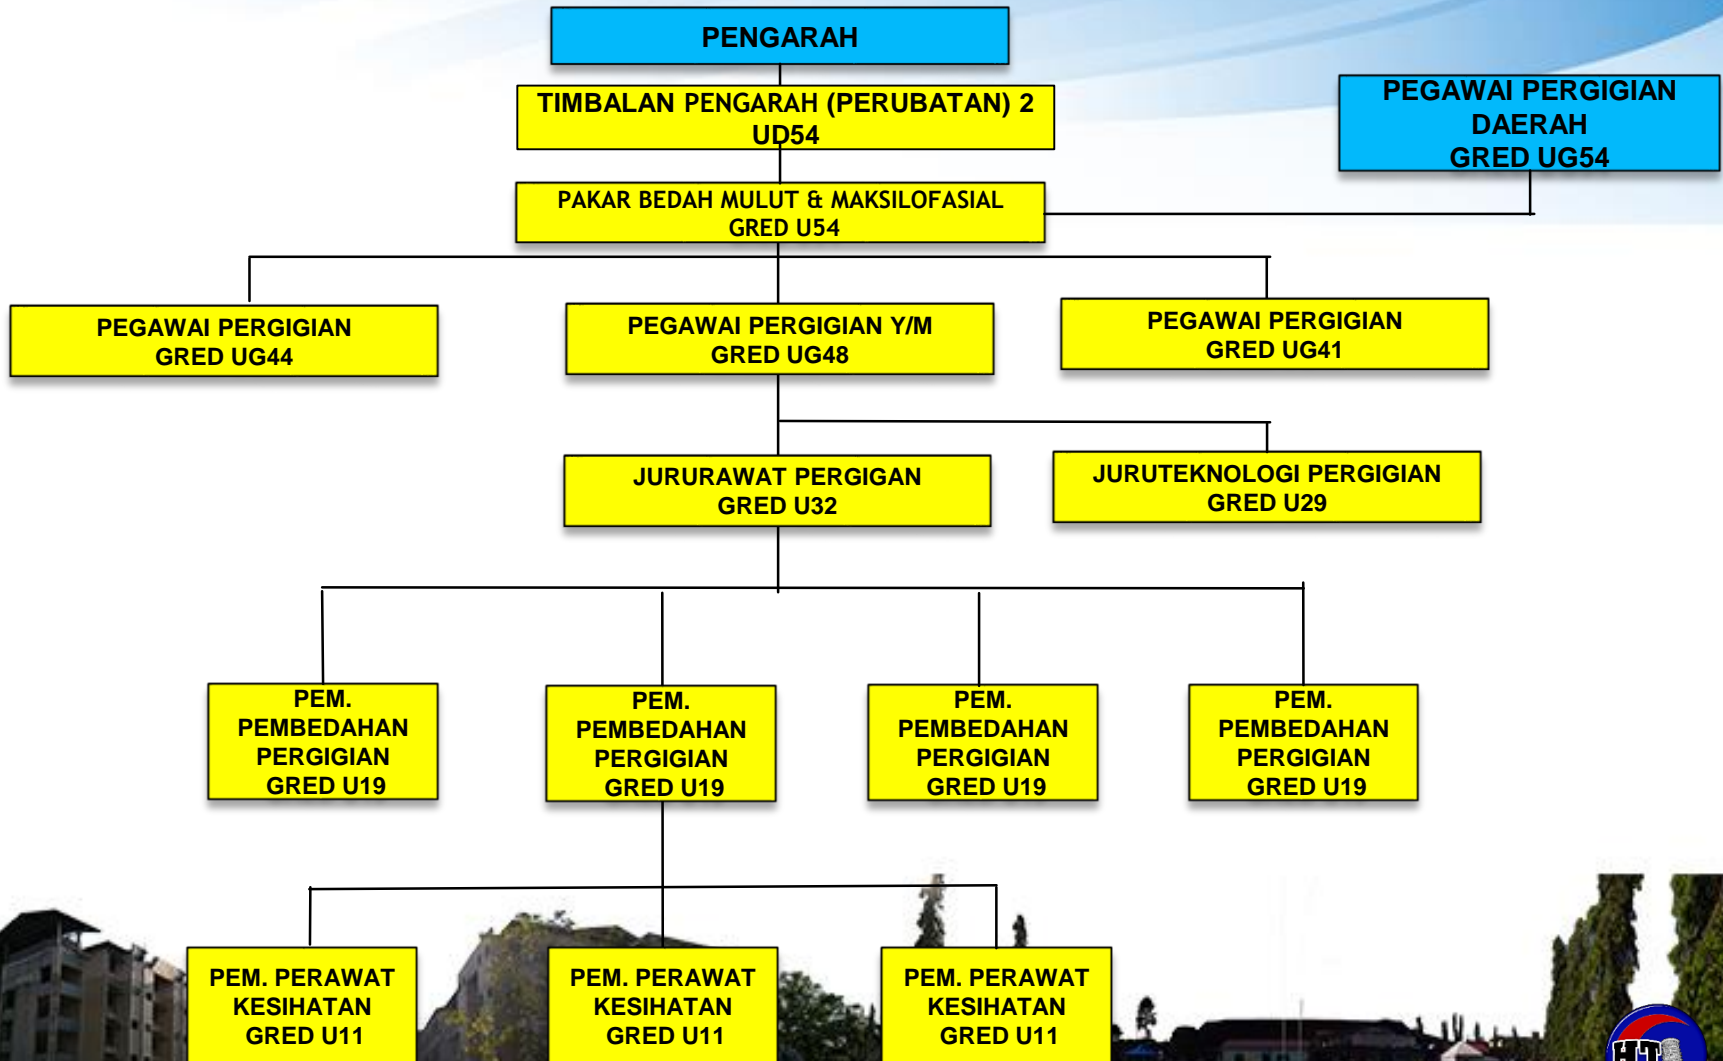 PENGARAH
TIMBALAN PENGARAH (PERUBATAN) 2
UD54
PEGAWAI PERGIGIAN
DAERAH
GRED UG54
PAKAR BEDAH MULUT & MAKSILOFASIAL
GRED U54
PEGAWAI PERGIGIAN
GRED UG44
PEGAWAI PERGIGIAN Y/M
GRED UG48
PEGAWAI PERGIGIAN
GRED UG41
JURURAWAT PERGIGAN
GRED U32
JURUTEKNOLOGI PERGIGIAN
GRED U29
PEM.
PEMBEDAHAN
PERGIGIAN
GRED U19
PEM.
PEMBEDAHAN
PERGIGIAN
GRED U19
PEM.
PEMBEDAHAN
PERGIGIAN
GRED U19
PEM.
PEMBEDAHAN
PERGIGIAN
GRED U19
PEM. PERAWAT
KESIHATAN
GRED U11
PEM. PERAWAT
KESIHATAN
GRED U11
PEM. PERAWAT
KESIHATAN
GRED U11